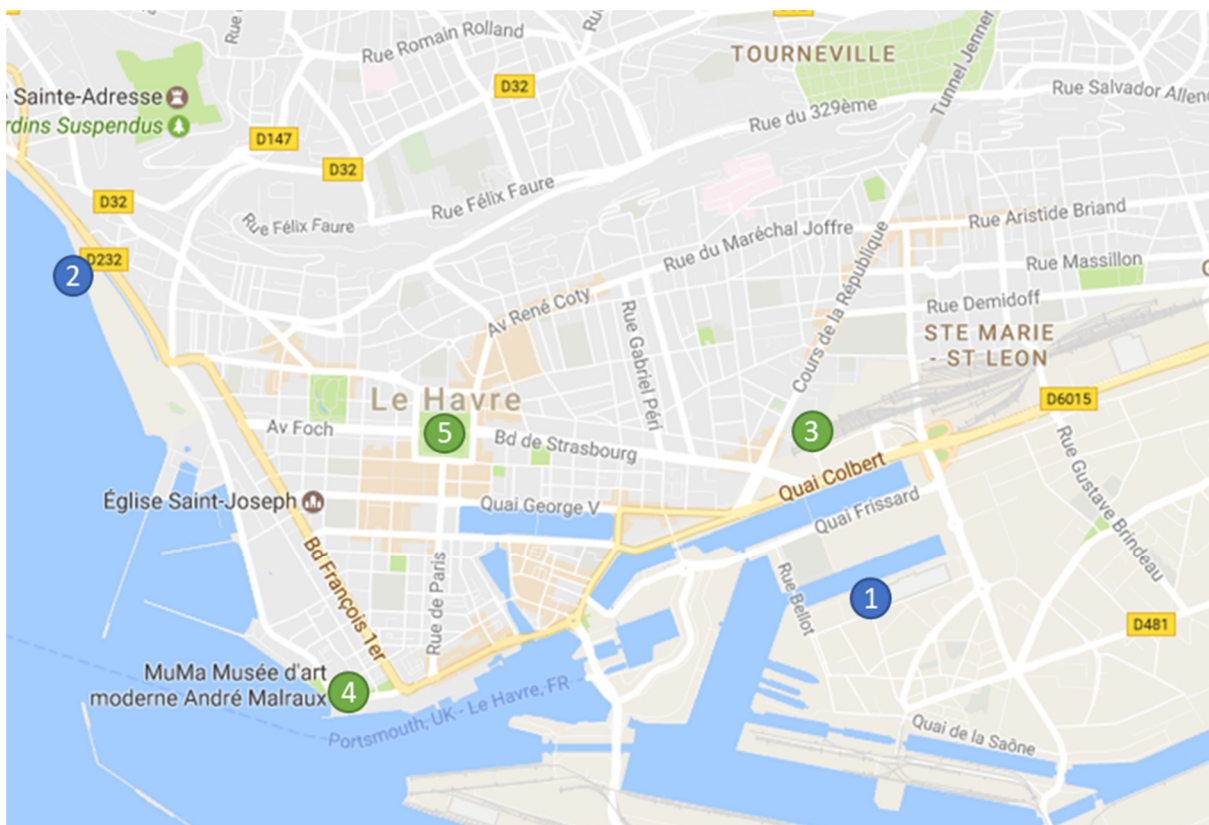 Rue Romain Rolland
TOURNEVILLE
Tunnel Jenner
D32
Sainte-Adresse
Rue Salvador Allend
rdins Suspendus
Rue du 329ème
D147
D32
D32
Rue Félix Faure
Rue Félix Faure
Rue Aristide Briand
Rue du Maréchal Joffre
D232
2
Rue Massillon
Cours de la République
Rue Demidoff
Av René Coty
Rue Gabriel Péri
STE MARIE
- ST LEON
Le Havre
D6015
Av Foch
5
Bd de Strasbourg
3
Quai Colbert
Rue Gustave Brindeau
Église Saint-Joseph
Quai George V
Quai Frissard
Bd François 1er
Rue de Paris
Rue Bellot
1
D481
MuMa Musée d'art
moderne André Malraux
4
Portsmouth, UK - Le Havre, FR
Quai de la Saône